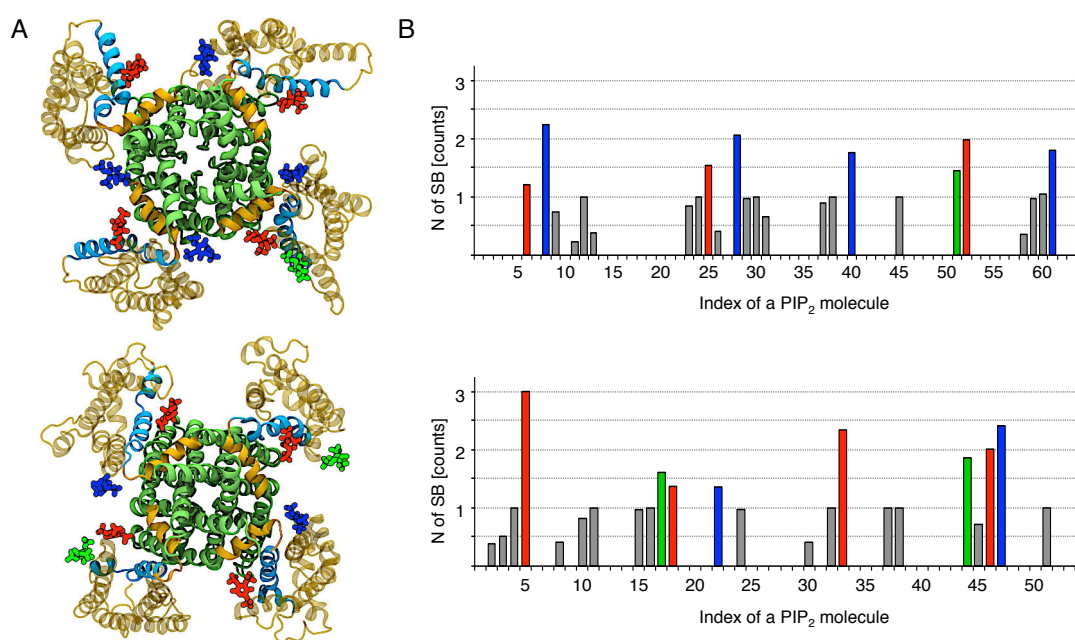 A
B
3
2
1
N of SB [counts]
5 10 15 20 25 30 35 40 45 50 55 60
Index of a PIP₂ molecule
3
2
1
N of SB [counts]
5 10 15 20 25 30 35 40 45 50
Index of a PIP₂ molecule